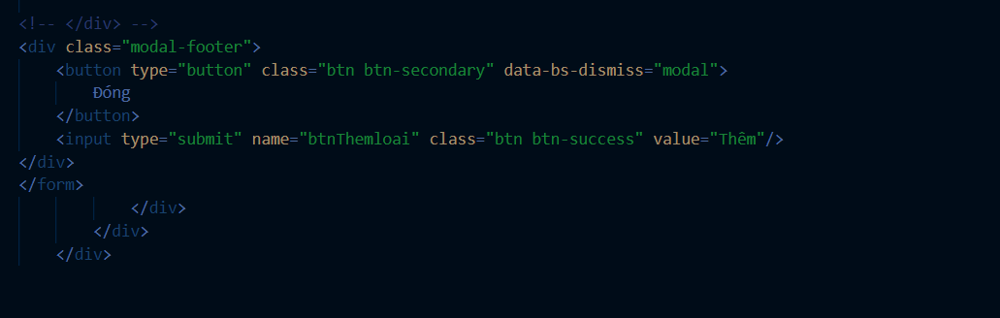 <!-- </div> -->
<div class="modal-footer">
<button type="button" class="btn btn-secondary" data-bs-dismiss="modal">
Đóng
</button>
<input type="submit" name="btnThemloai" class="btn btn-success" value="Thêm"/>
</div>
</form>
</div>
</div>
</div>